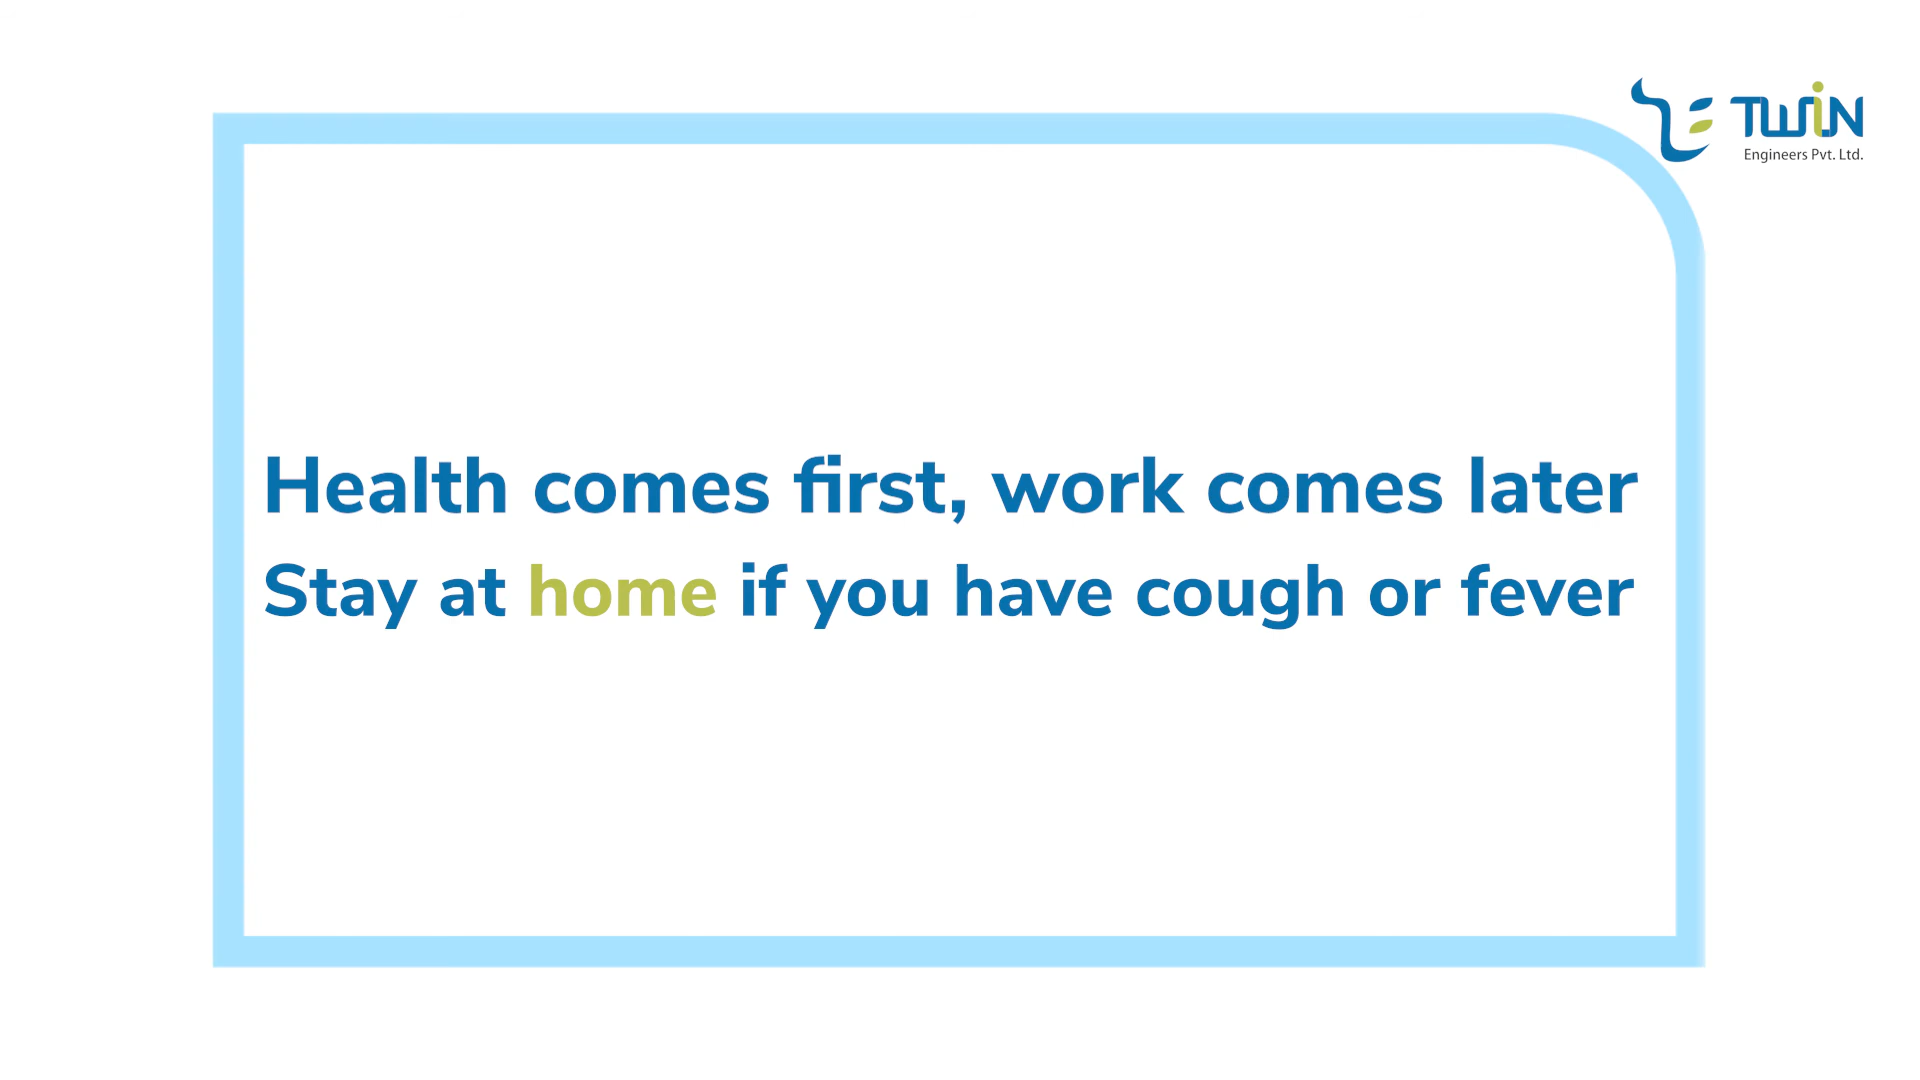 TWiN
Engineers Pvt. Ltd.
Health comes first, work comes later
Stay at home if you have cough or fever